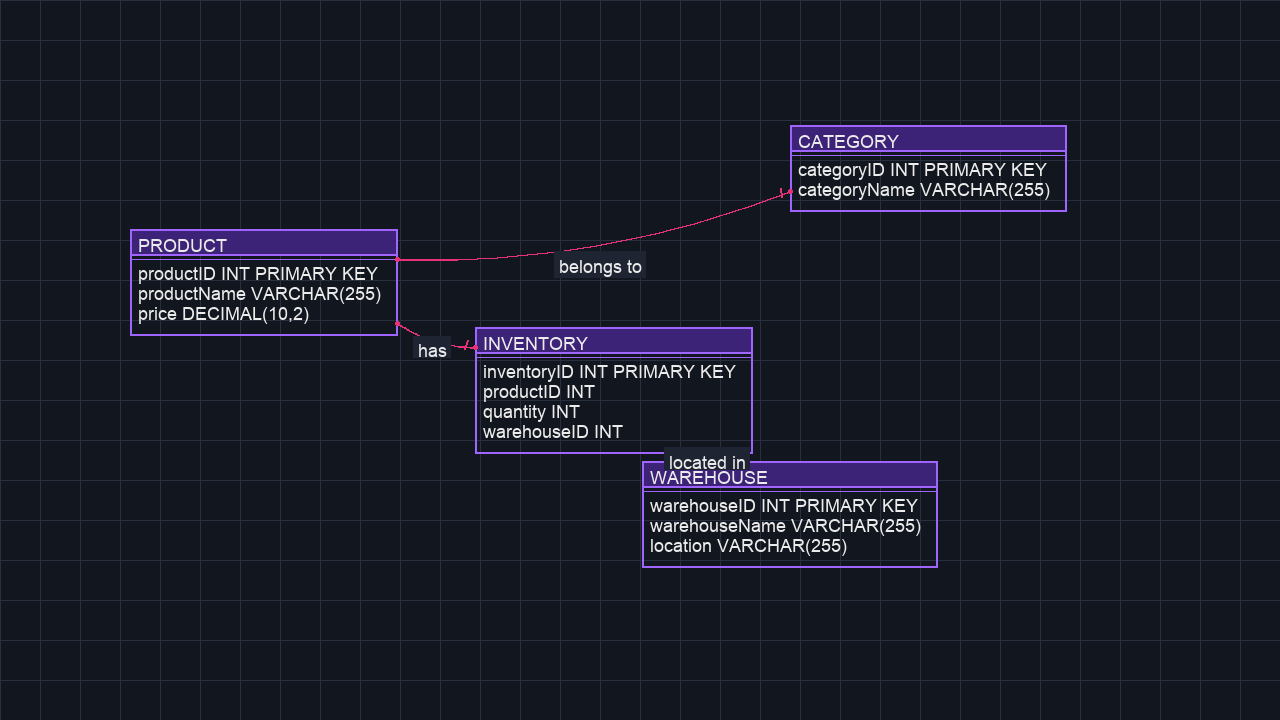 CATEGORY
categoryID INT PRIMARY KEY
categoryName VARCHAR(255)
PRODUCT
productID INT PRIMARY KEY
productName VARCHAR(255)
price DECIMAL(10,2)
belongs to
has
INVENTORY
inventoryID INT PRIMARY KEY
productID INT
quantity INT
warehouseID INT
located in
WAREHOUSE
warehouseID INT PRIMARY KEY
warehouseName VARCHAR(255)
location VARCHAR(255)